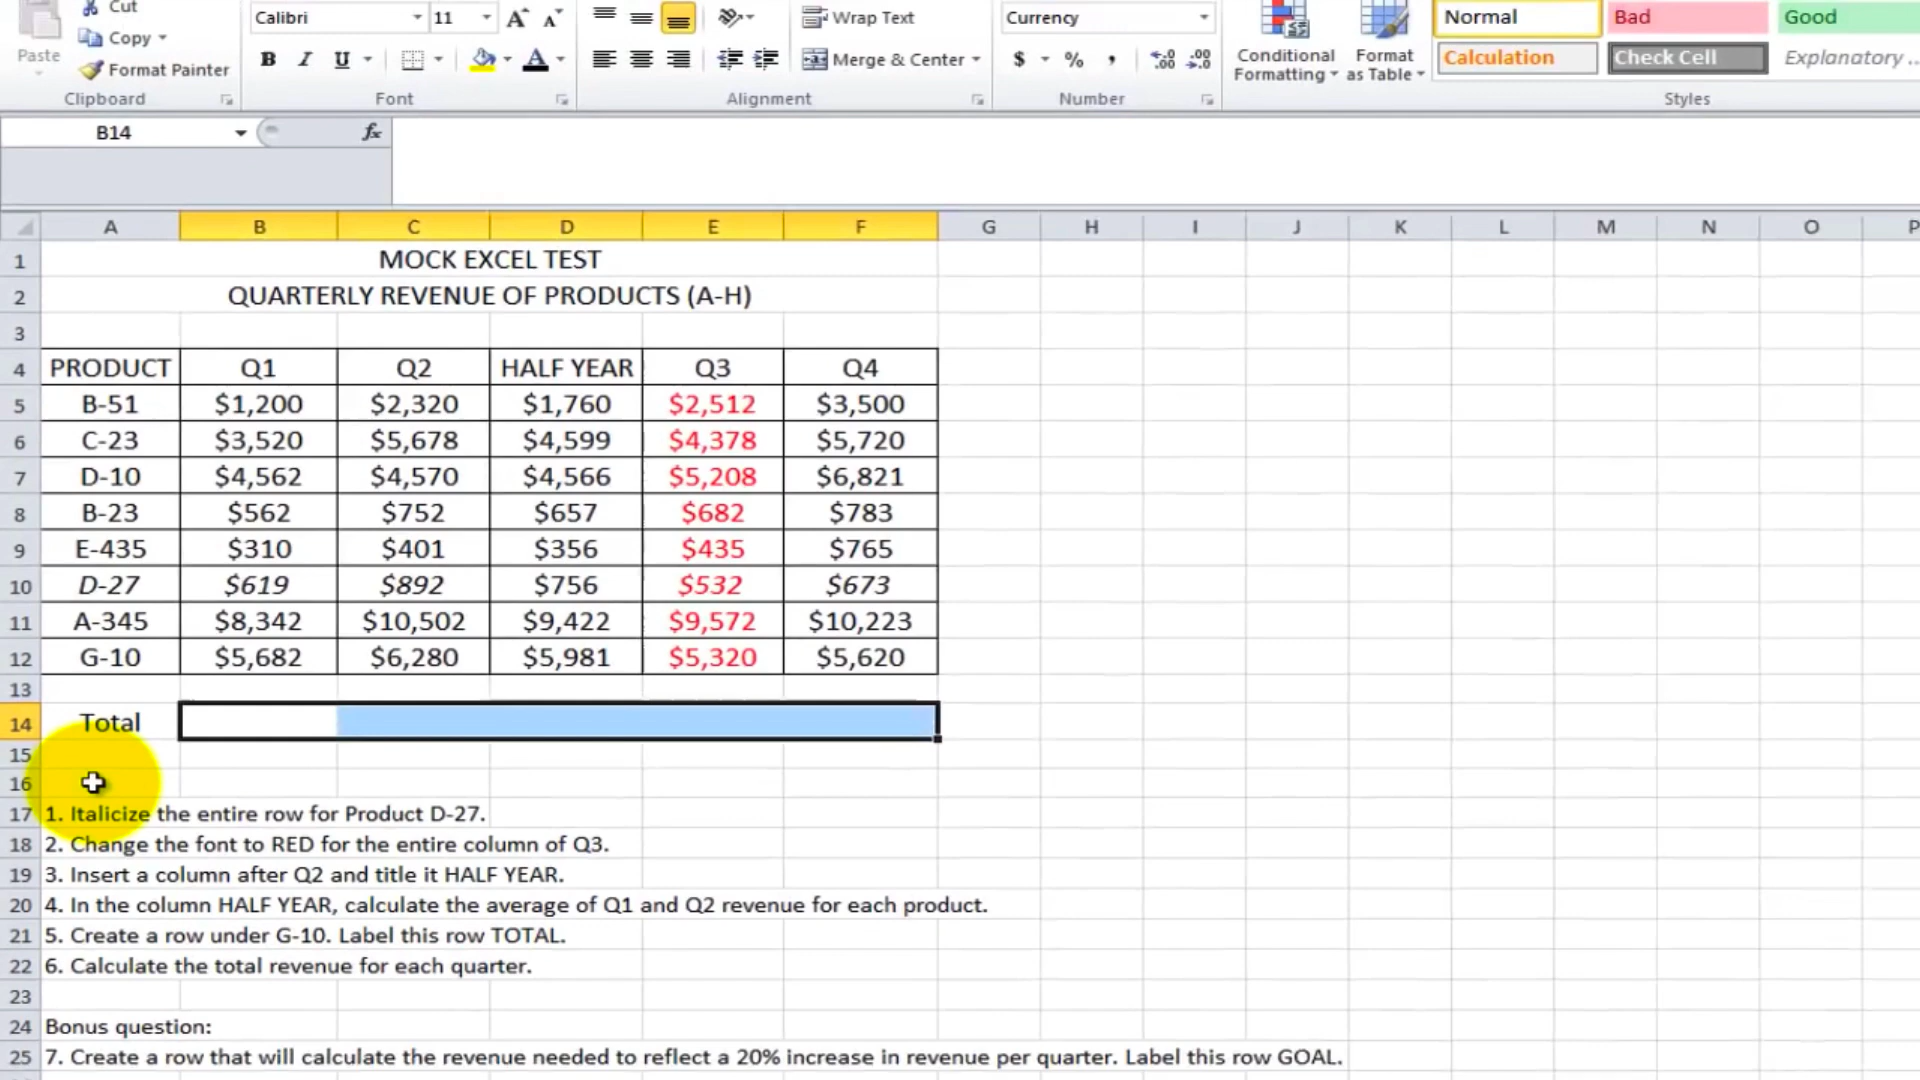 Cut
Calibri 11 Wrap Text Currency Normal Bad Good
Paste Copy
Format Painter B I U Merge & Center $ % , Conditional Formatting Format as Table Calculation Check Cell Explanatory ...
Clipboard Font Alignment Number Styles
B14 fx
A B C D E F G H I J K L M N O P
1 MOCK EXCEL TEST
2 QUARTERLY REVENUE OF PRODUCTS (A-H)
3
4 PRODUCT Q1 Q2 HALF YEAR Q3 Q4
5 B-51 $1,200 $2,320 $1,760 $2,512 $3,500
6 C-23 $3,520 $5,678 $4,599 $4,378 $5,720
7 D-10 $4,562 $4,570 $4,566 $5,208 $6,821
8 B-23 $562 $752 $657 $682 $783
9 E-435 $310 $401 $356 $435 $765
10 D-27 $619 $892 $756 $532 $673
11 A-345 $8,342 $10,502 $9,422 $9,572 $10,223
12 G-10 $5,682 $6,280 $5,981 $5,320 $5,620
13
14 Total
15
16
17 1. Italicize the entire row for Product D-27.
18 2. Change the font to RED for the entire column of Q3.
19 3. Insert a column after Q2 and title it HALF YEAR.
20 4. In the column HALF YEAR, calculate the average of Q1 and Q2 revenue for each product.
21 5. Create a row under G-10. Label this row TOTAL.
22 6. Calculate the total revenue for each quarter.
23
24 Bonus question:
25 7. Create a row that will calculate the revenue needed to reflect a 20% increase in revenue per quarter. Label this row GOAL.